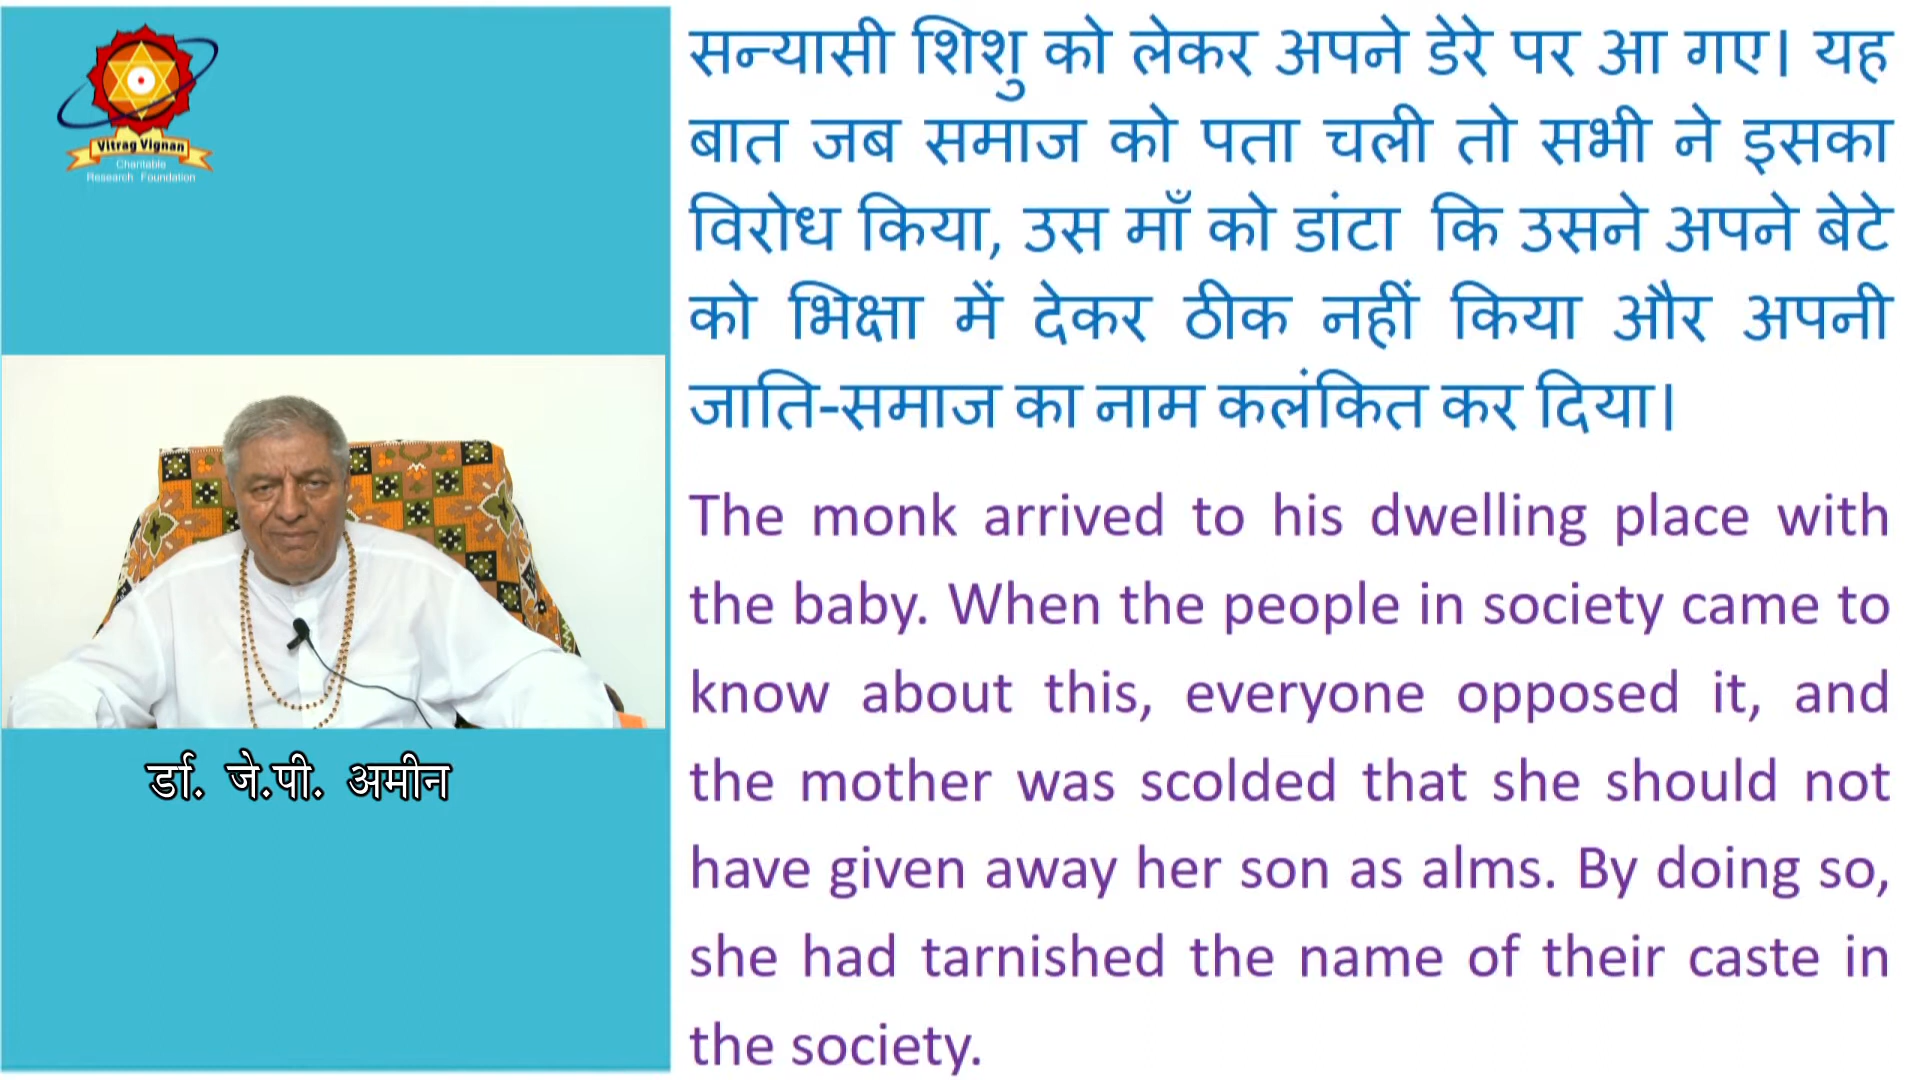 Vitrag Vignan
Charitable
Research Foundation
सन्यासी शिशु को लेकर अपने डेरे पर आ गए। यह
बात जब समाज को पता चली तो सभी ने इसका
विरोध किया, उस माँ को डांटा कि उसने अपने बेटे
को भिक्षा में देकर ठीक नहीं किया और अपनी
जाति-समाज का नाम कलंकित कर दिया।
The monk arrived to his dwelling place with
the baby. When the people in society came to
know about this, everyone opposed it, and
the mother was scolded that she should not
have given away her son as alms. By doing so,
she had tarnished the name of their caste in
the society.
र्डा. जे.पी. अमीन